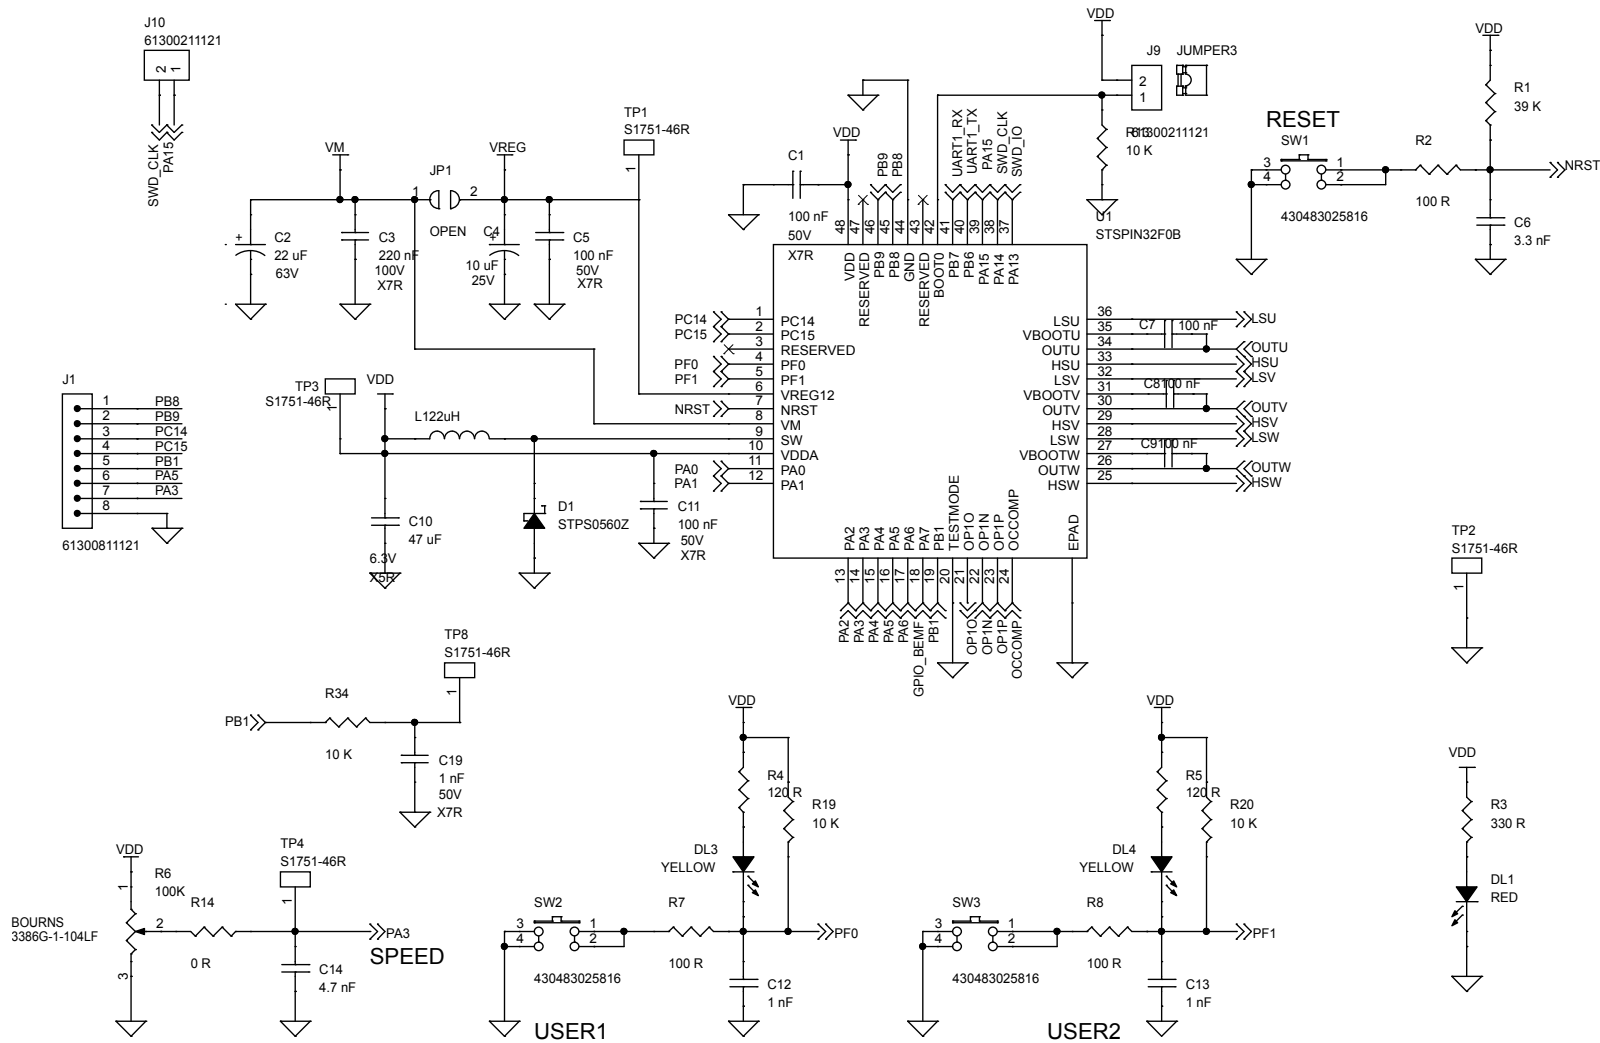 J10
61300211121
2
1
SWD_CLK
PA15
VM
JP1
1
2
OPEN
VREG
TP1
S1751-46R
1
+
C2
22 uF
63V
C3
220 nF
100V
X7R
C4
+
10 uF
25V
C5
100 nF
50V
X7R
VDD
C1
100 nF
50V
X7R
VDD
J9
JUMPER3
2
1
61300211121
10 K
U1
STSPIN32F0B
PB9
PB8
UART1_RX
UART1_TX
PA15
SWD_CLK
SWD_IO
48
47
46
45
44
43
42
41
40
39
38
37
VDD
RESERVED
PB9
PB8
GND
RESERVED
BOOT0
PB7
PB6
PA15
PA14
PA13
RESET
SW1
3
4
1
2
430483025816
R2
100 R
VDD
R1
39 K
NRST
C6
3.3 nF
PC14
1
PC14
PC15
2
PC15
3
RESERVED
PF0
4
PF0
PF1
5
PF1
6
VREG12
NRST
7
NRST
8
VM
9
SW
10
VDDA
PA0
11
PA0
PA1
12
PA1
LSU
36
LSU
VBOOTU
35
C7
100 nF
OUTU
34
OUTU
HSU
33
HSU
LSV
32
LSV
VBOOTV
31
C8
100 nF
OUTV
30
OUTV
HSV
29
HSV
LSW
28
LSW
VBOOTW
27
C9
100 nF
OUTW
26
OUTW
HSW
25
HSW
PA2
PA3
PA4
PA5
PA6
PA7
PB1
TESTMODE
OP1O
OP1N
OP1P
OCCOMP
EPAD
13
14
15
16
17
18
19
20
21
22
23
24
PA2
PA3
PA4
PA5
PA6
GPIO_BEMF
PB1
OP1O
OP1N
OP1P
OCCOMP
J1
1
PB8
2
PB9
3
PC14
4
PC15
5
PB1
6
PA5
7
PA3
8
61300811121
TP3
S1751-46R
1
VDD
L1
22uH
C10
47 uF
6.3V
X5R
D1
STPS0560Z
C11
100 nF
50V
X7R
TP2
S1751-46R
1
TP8
S1751-46R
1
PB1
R34
10 K
C19
1 nF
50V
X7R
VDD
R6
100K
1
2
3
BOURNS
3386G-1-104LF
R14
0 R
TP4
S1751-46R
1
PA3
SPEED
C14
4.7 nF
SW2
3
4
1
2
430483025816
USER1
R7
100 R
VDD
R4
120 R
R19
10 K
DL3
YELLOW
PF0
C12
1 nF
SW3
3
4
1
2
430483025816
USER2
R8
100 R
VDD
R5
120 R
R20
10 K
DL4
YELLOW
PF1
C13
1 nF
VDD
R3
330 R
DL1
RED